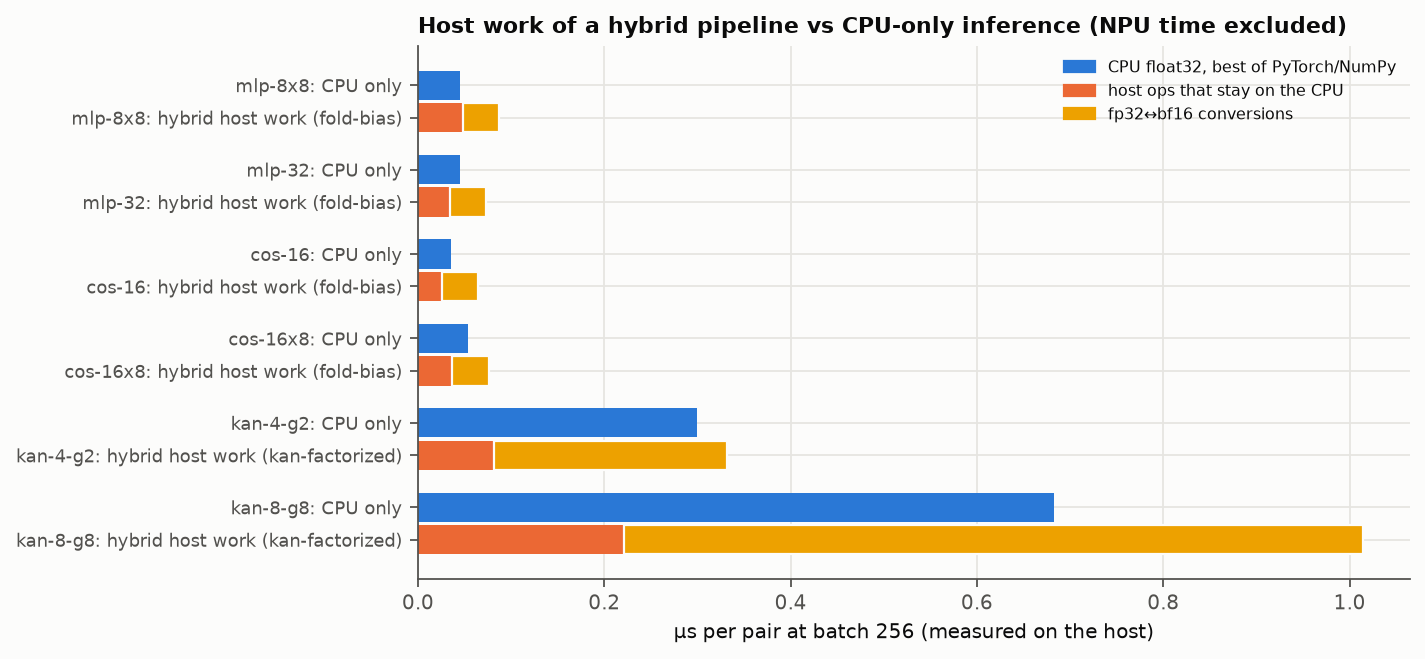 Host work of a hybrid pipeline vs CPU-only inference (NPU time excluded)
CPU float32, best of PyTorch/NumPy
host ops that stay on the CPU
fp32↔bf16 conversions
mlp-8x8: CPU only
mlp-8x8: hybrid host work (fold-bias)
mlp-32: CPU only
mlp-32: hybrid host work (fold-bias)
cos-16: CPU only
cos-16: hybrid host work (fold-bias)
cos-16x8: CPU only
cos-16x8: hybrid host work (fold-bias)
kan-4-g2: CPU only
kan-4-g2: hybrid host work (kan-factorized)
kan-8-g8: CPU only
kan-8-g8: hybrid host work (kan-factorized)
0.0 0.2 0.4 0.6 0.8 1.0
µs per pair at batch 256 (measured on the host)